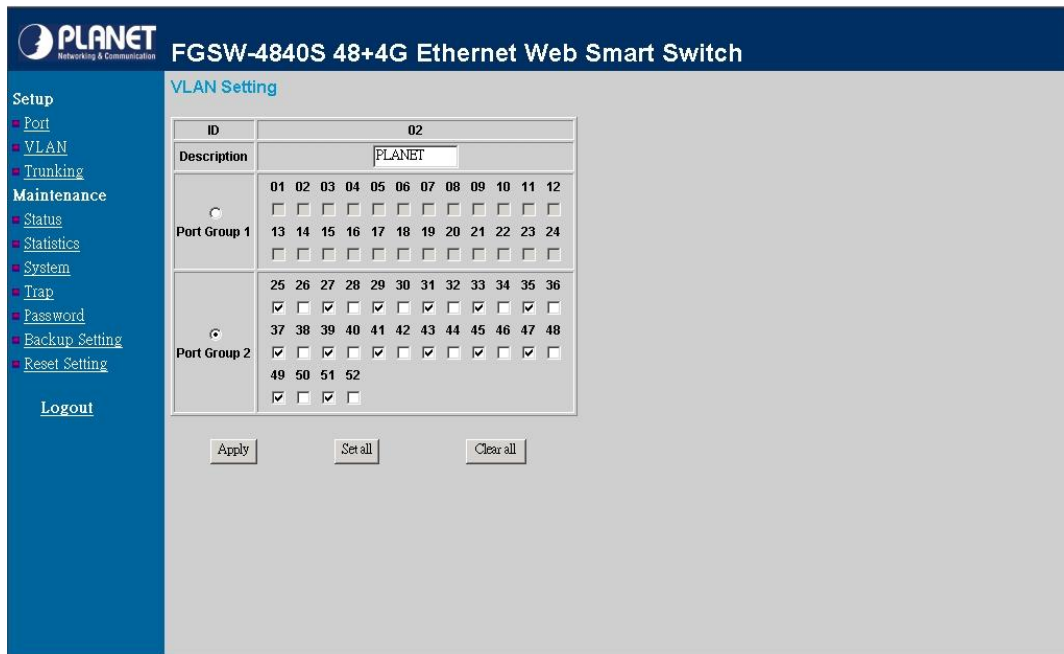 PLANET
Networking & Communication
FGSW-4840S 48+4G Ethernet Web Smart Switch
Setup
Port
VLAN
Trunking
Maintenance
Status
Statistics
System
Trap
Password
Backup Setting
Reset Setting
Logout
VLAN Setting
ID 02
Description PLANET
Port Group 1
01 02 03 04 05 06 07 08 09 10 11 12
13 14 15 16 17 18 19 20 21 22 23 24
Port Group 2
25 26 27 28 29 30 31 32 33 34 35 36
37 38 39 40 41 42 43 44 45 46 47 48
49 50 51 52
Apply Set all Clear all